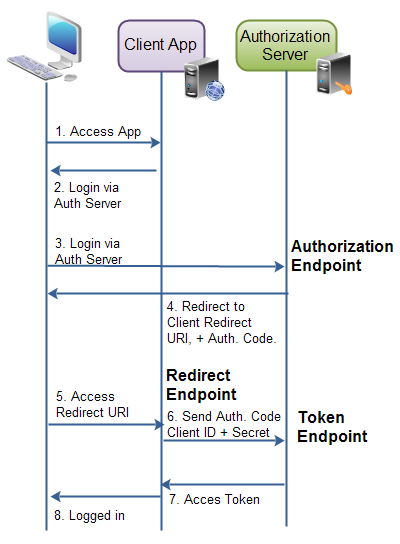 Client App
Authorization
Server
1. Access App
2. Login via
Auth Server
3. Login via
Auth Server
Authorization
Endpoint
4. Redirect to
Client Redirect
URI, + Auth. Code.
Redirect
Endpoint
5. Access
Redirect URI
6. Send Auth. Code
Client ID + Secret
Token
Endpoint
7. Acces Token
8. Logged in